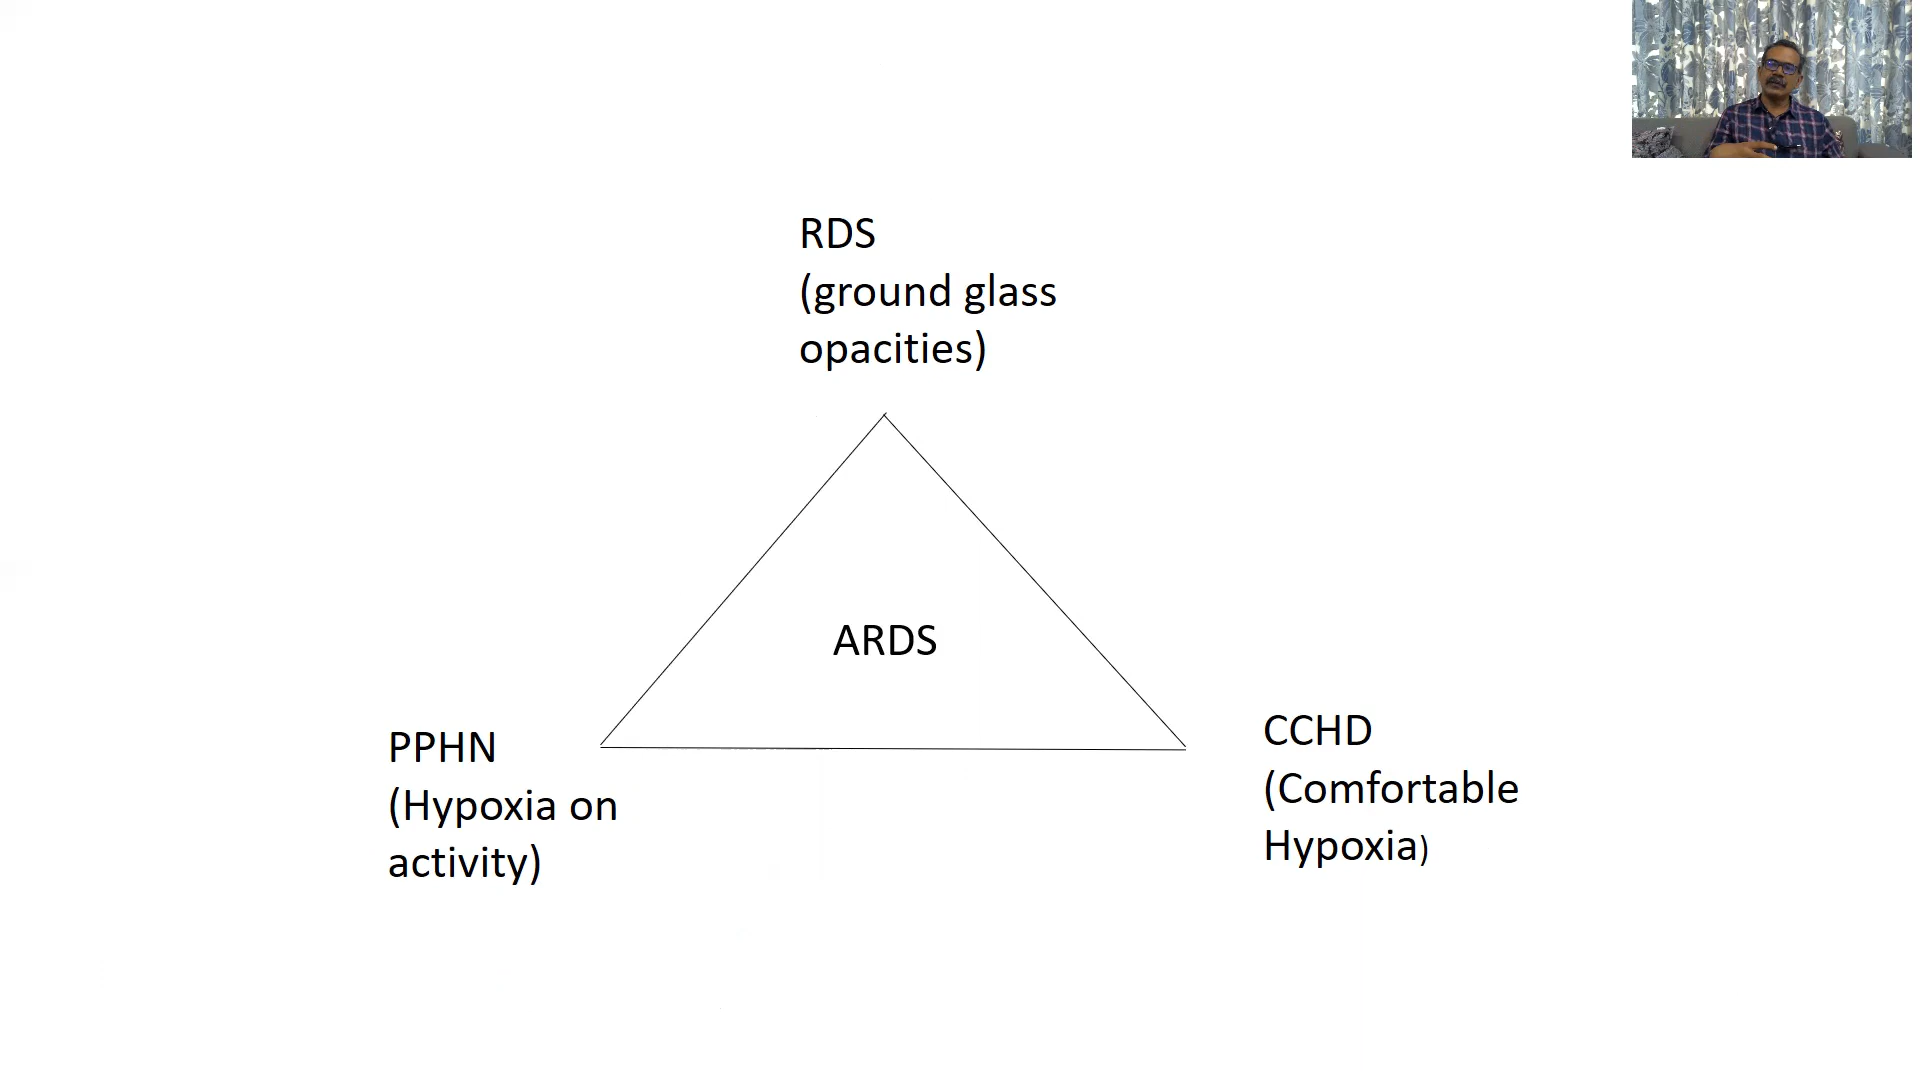 RDS
(ground glass
opacities)
ARDS
PPHN
(Hypoxia on
activity)
CCHD
(Comfortable
Hypoxia)